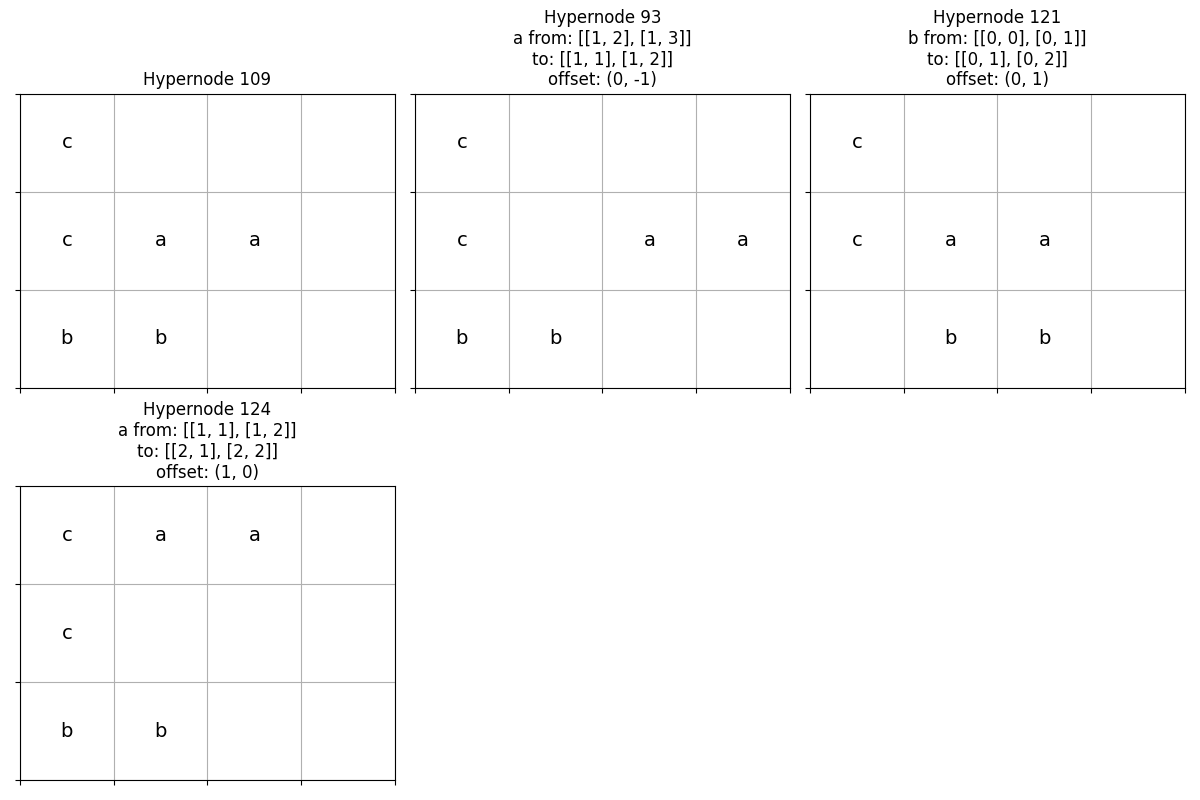 Hypernode 109
c
c a a
b b
Hypernode 93
a from: [[1, 2], [1, 3]]
to: [[1, 1], [1, 2]]
offset: (0, -1)
c
c a a
b b
Hypernode 121
b from: [[0, 0], [0, 1]]
to: [[0, 1], [0, 2]]
offset: (0, 1)
c
c a a
b b
Hypernode 124
a from: [[1, 1], [1, 2]]
to: [[2, 1], [2, 2]]
offset: (1, 0)
c a a
c
b b